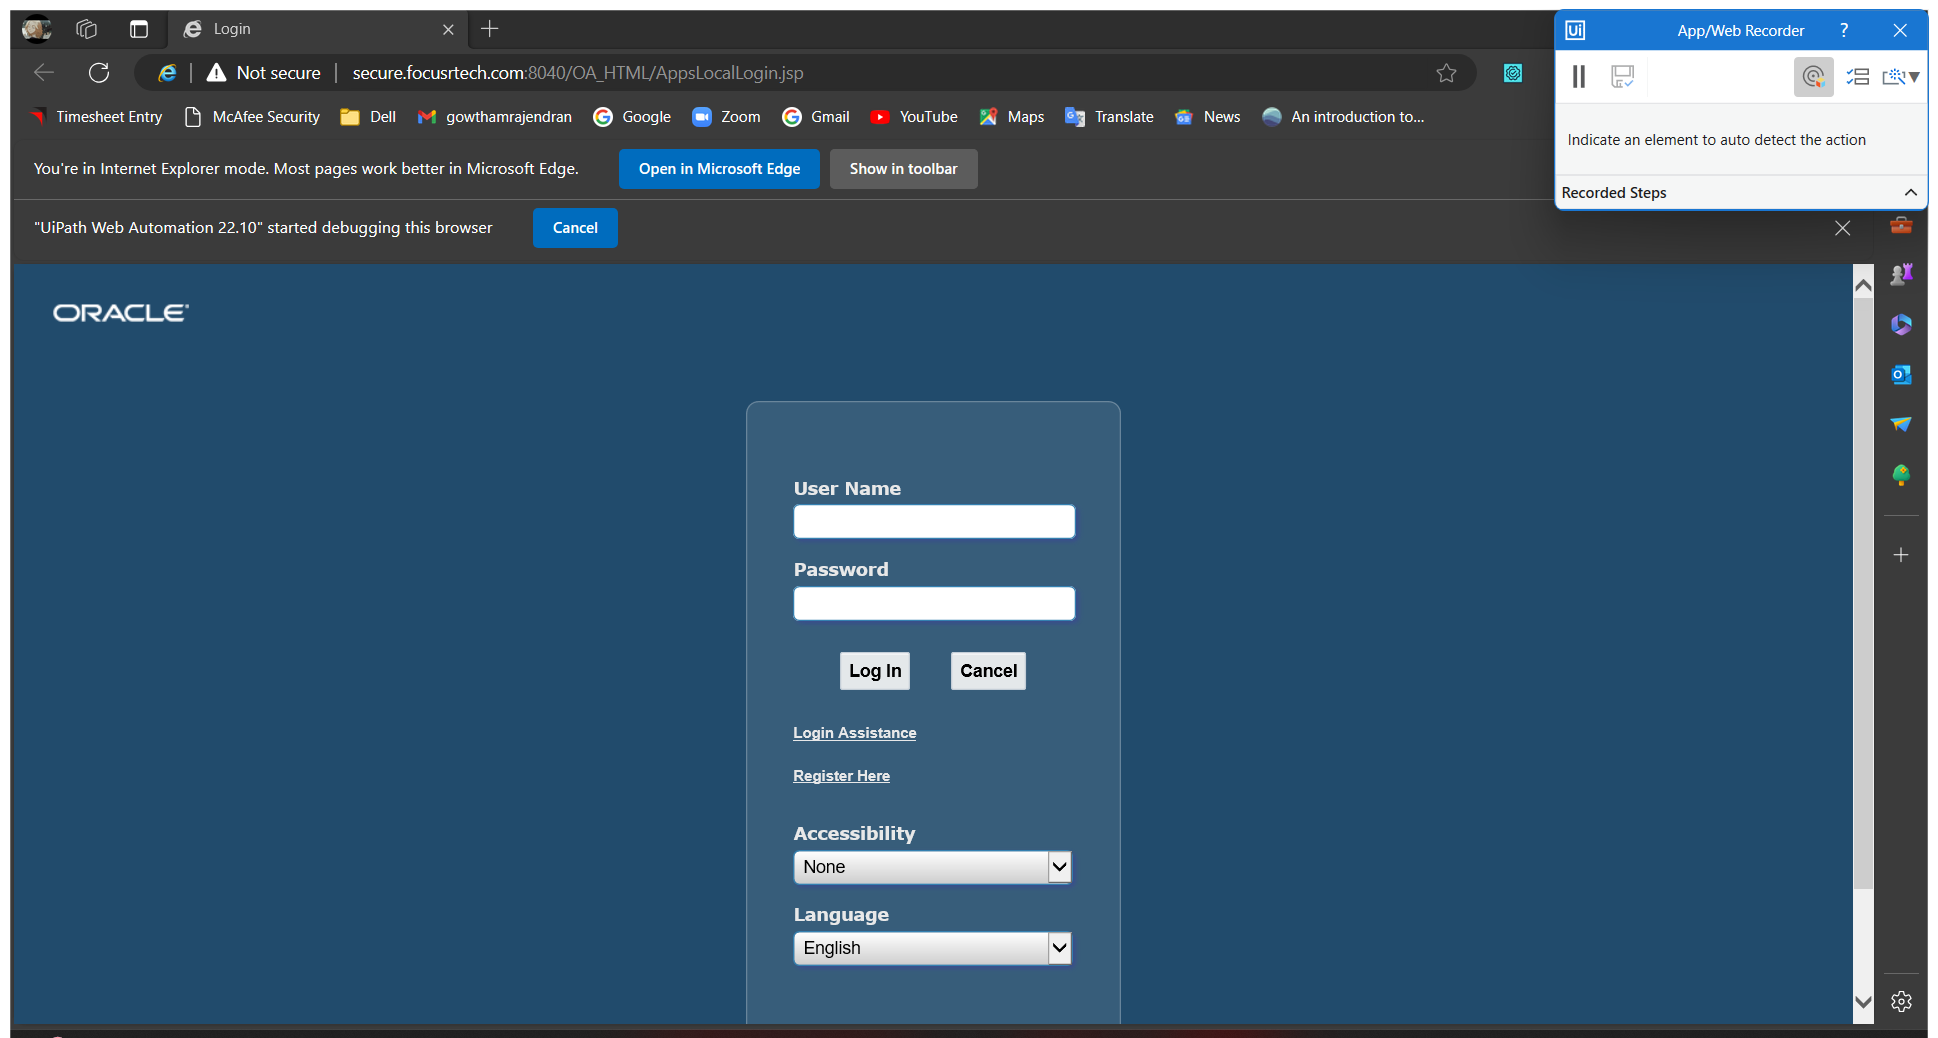 Login
Ui App/Web Recorder ?
Not secure secure.focusrtech.com:8040/OA_HTML/AppsLocalLogin.jsp
Timesheet Entry McAfee Security Dell gowthamrajendran Google Zoom Gmail YouTube Maps Translate News An introduction to...
Indicate an element to auto detect the action
You're in Internet Explorer mode. Most pages work better in Microsoft Edge. Open in Microsoft Edge Show in toolbar
Recorded Steps
"UiPath Web Automation 22.10" started debugging this browser Cancel
ORACLE
User Name
Password
Log In Cancel
Login Assistance
Register Here
Accessibility
None
Language
English